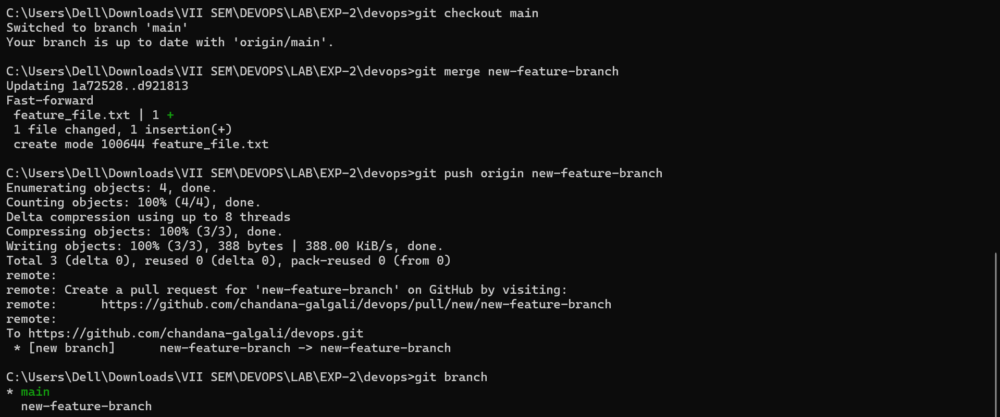 C:\Users\Dell\Downloads\VII SEM\DEVOPS\LAB\EXP-2\devops>git checkout main
Switched to branch 'main'
Your branch is up to date with 'origin/main'.
C:\Users\Dell\Downloads\VII SEM\DEVOPS\LAB\EXP-2\devops>git merge new-feature-branch
Updating 1a72528..d921813
Fast-forward
 feature_file.txt | 1 +
 1 file changed, 1 insertion(+)
 create mode 100644 feature_file.txt
C:\Users\Dell\Downloads\VII SEM\DEVOPS\LAB\EXP-2\devops>git push origin new-feature-branch
Enumerating objects: 4, done.
Counting objects: 100% (4/4), done.
Delta compression using up to 8 threads
Compressing objects: 100% (3/3), done.
Writing objects: 100% (3/3), 388 bytes | 388.00 KiB/s, done.
Total 3 (delta 0), reused 0 (delta 0), pack-reused 0 (from 0)
remote:
remote: Create a pull request for 'new-feature-branch' on GitHub by visiting:
remote:      https://github.com/chandana-galgali/devops/pull/new/new-feature-branch
remote:
To https://github.com/chandana-galgali/devops.git
 * [new branch]      new-feature-branch -> new-feature-branch
C:\Users\Dell\Downloads\VII SEM\DEVOPS\LAB\EXP-2\devops>git branch
* main
  new-feature-branch